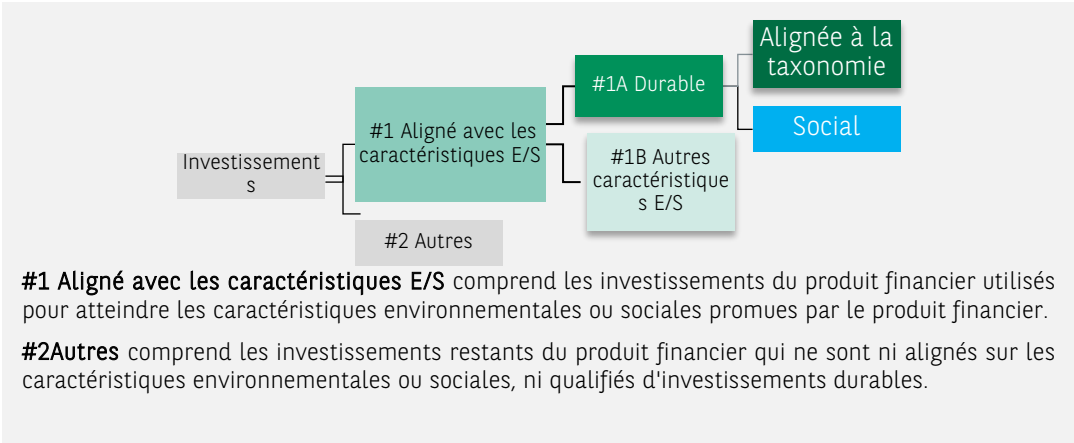 Alignée à la
taxonomie
#1A Durable
Social
#1 Aligné avec les
caractéristiques E/S
#1B Autres
caractéristique
s E/S
Investissement
s
#2 Autres
#1 Aligné avec les caractéristiques E/S comprend les investissements du produit financier utilisés
pour atteindre les caractéristiques environnementales ou sociales promues par le produit financier.
#2Autres comprend les investissements restants du produit financier qui ne sont ni alignés sur les
caractéristiques environnementales ou sociales, ni qualifiés d'investissements durables.